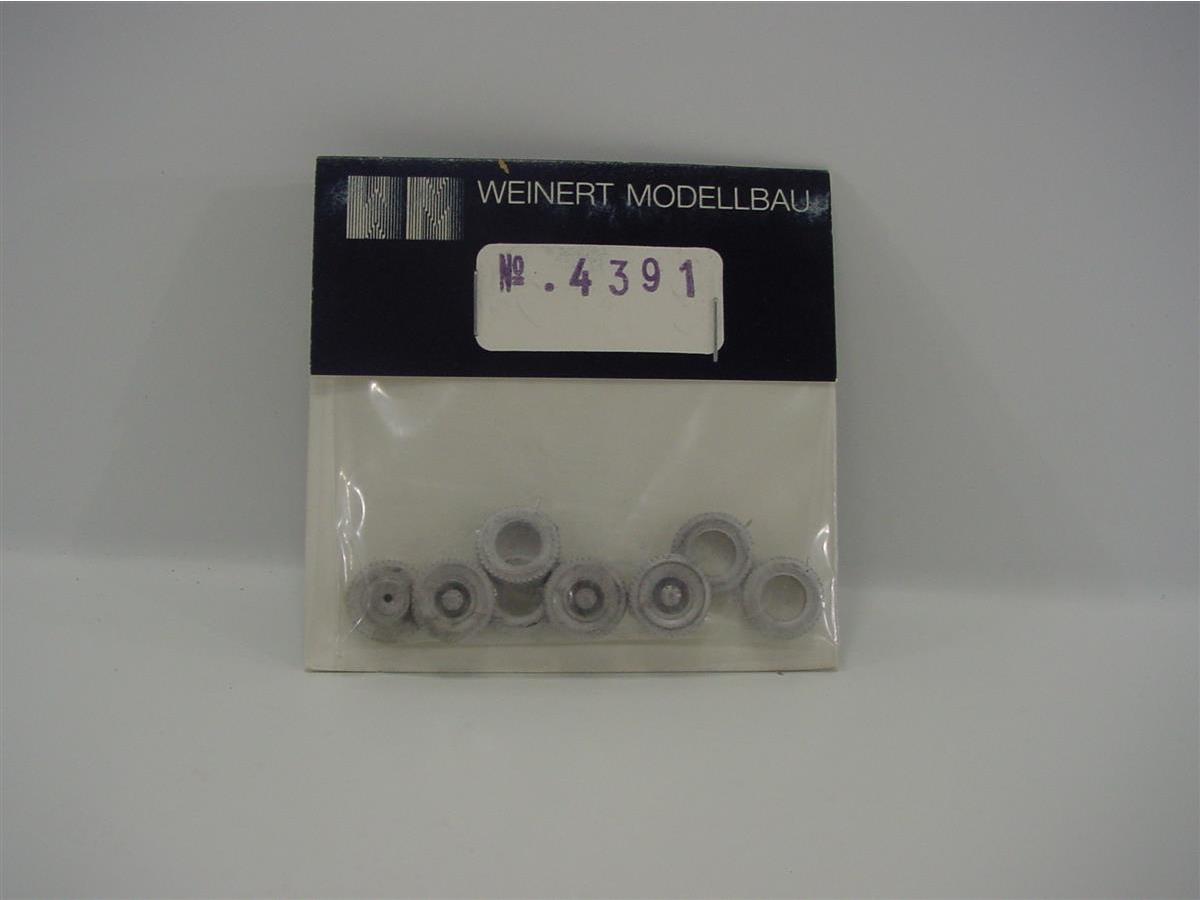 WEINERT MODELLBAU
№ . 4391